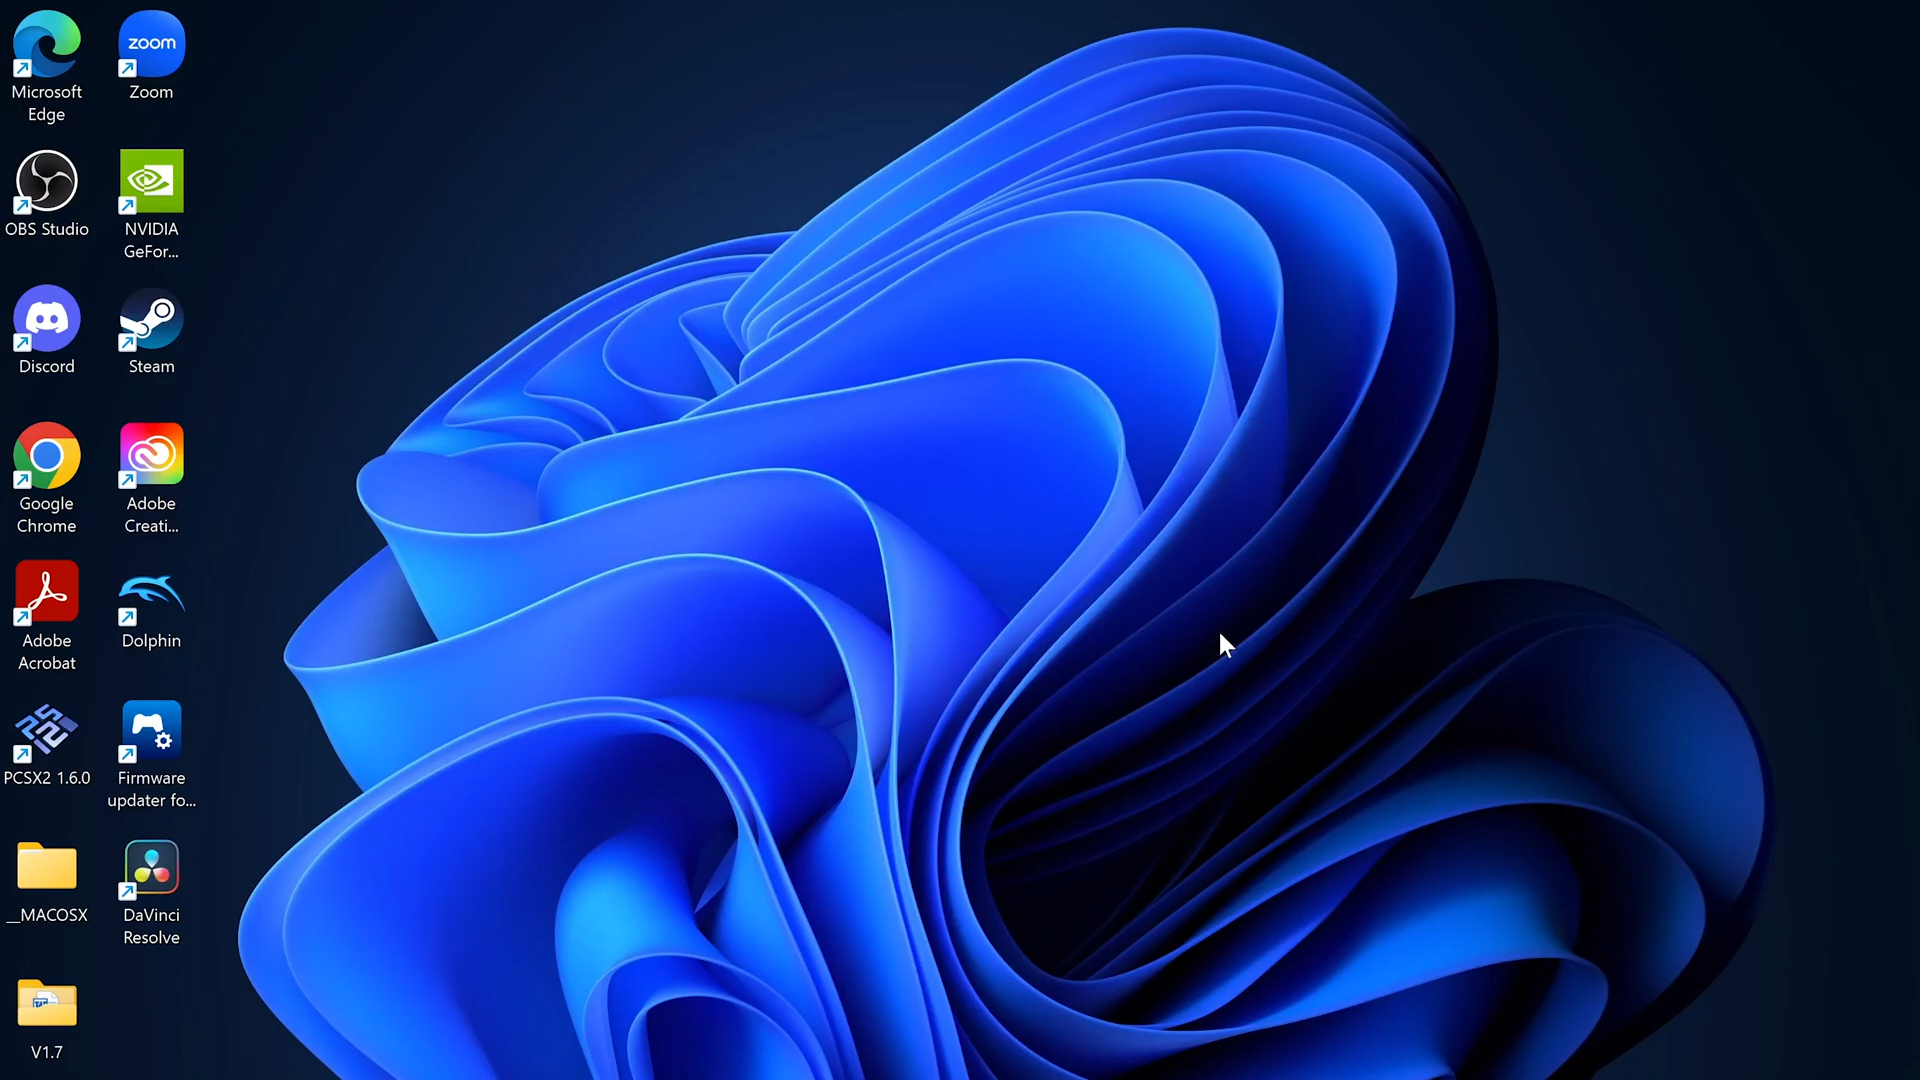 Microsoft
Edge
zoom
Zoom
OBS Studio
NVIDIA
GeFor...
Discord
Steam
Google
Chrome
Adobe
Creati...
Adobe
Acrobat
Dolphin
PCSX2 1.6.0
Firmware
updater fo...
__MACOSX
DaVinci
Resolve
V1.7